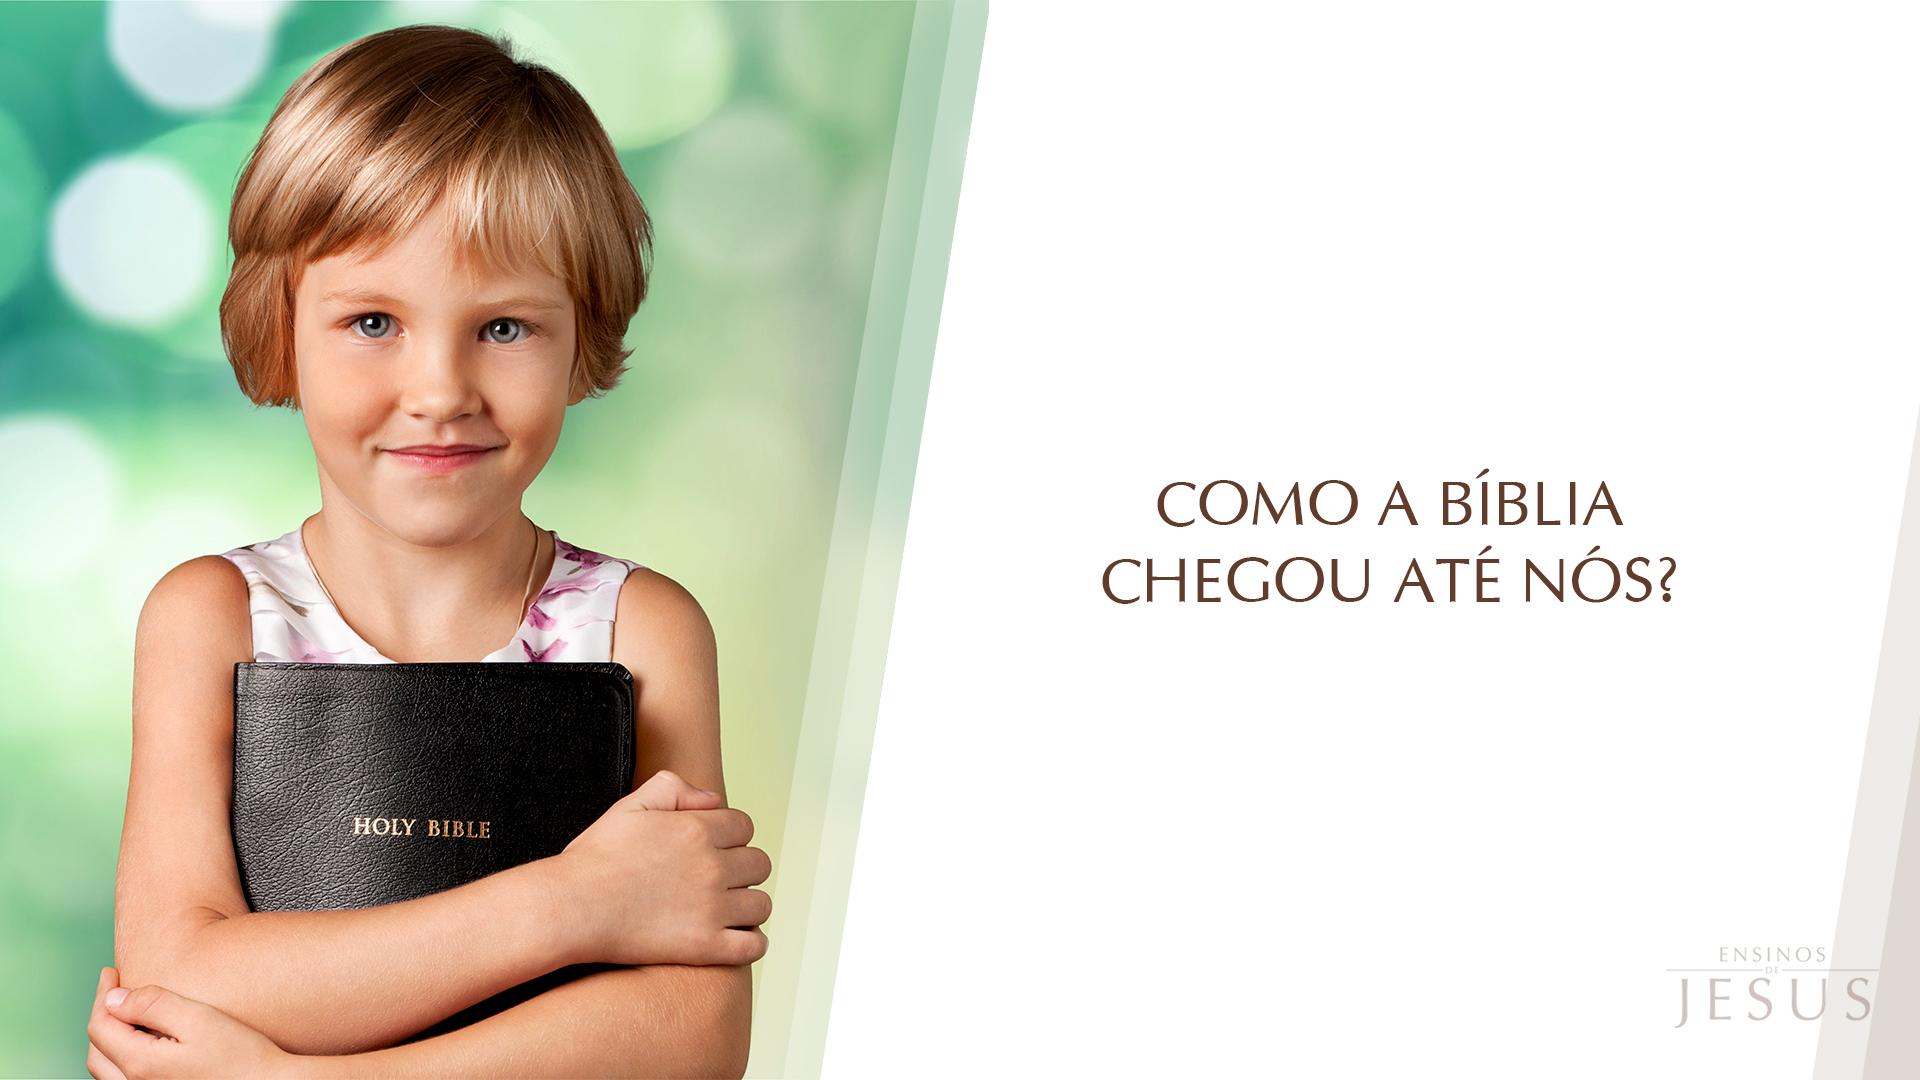 COMO A BÍBLIA
CHEGOU ATÉ NÓS?
HOLY BIBLE
ENSINOS
DE
JESUS